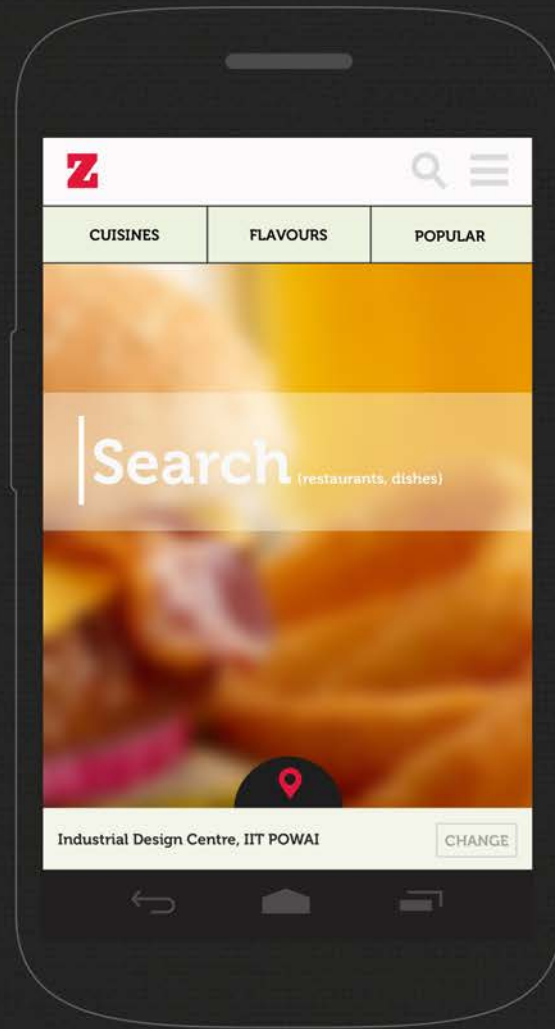 Z
CUISINES FLAVOURS POPULAR
Search (restaurants, dishes)
Industrial Design Centre, IIT POWAI CHANGE